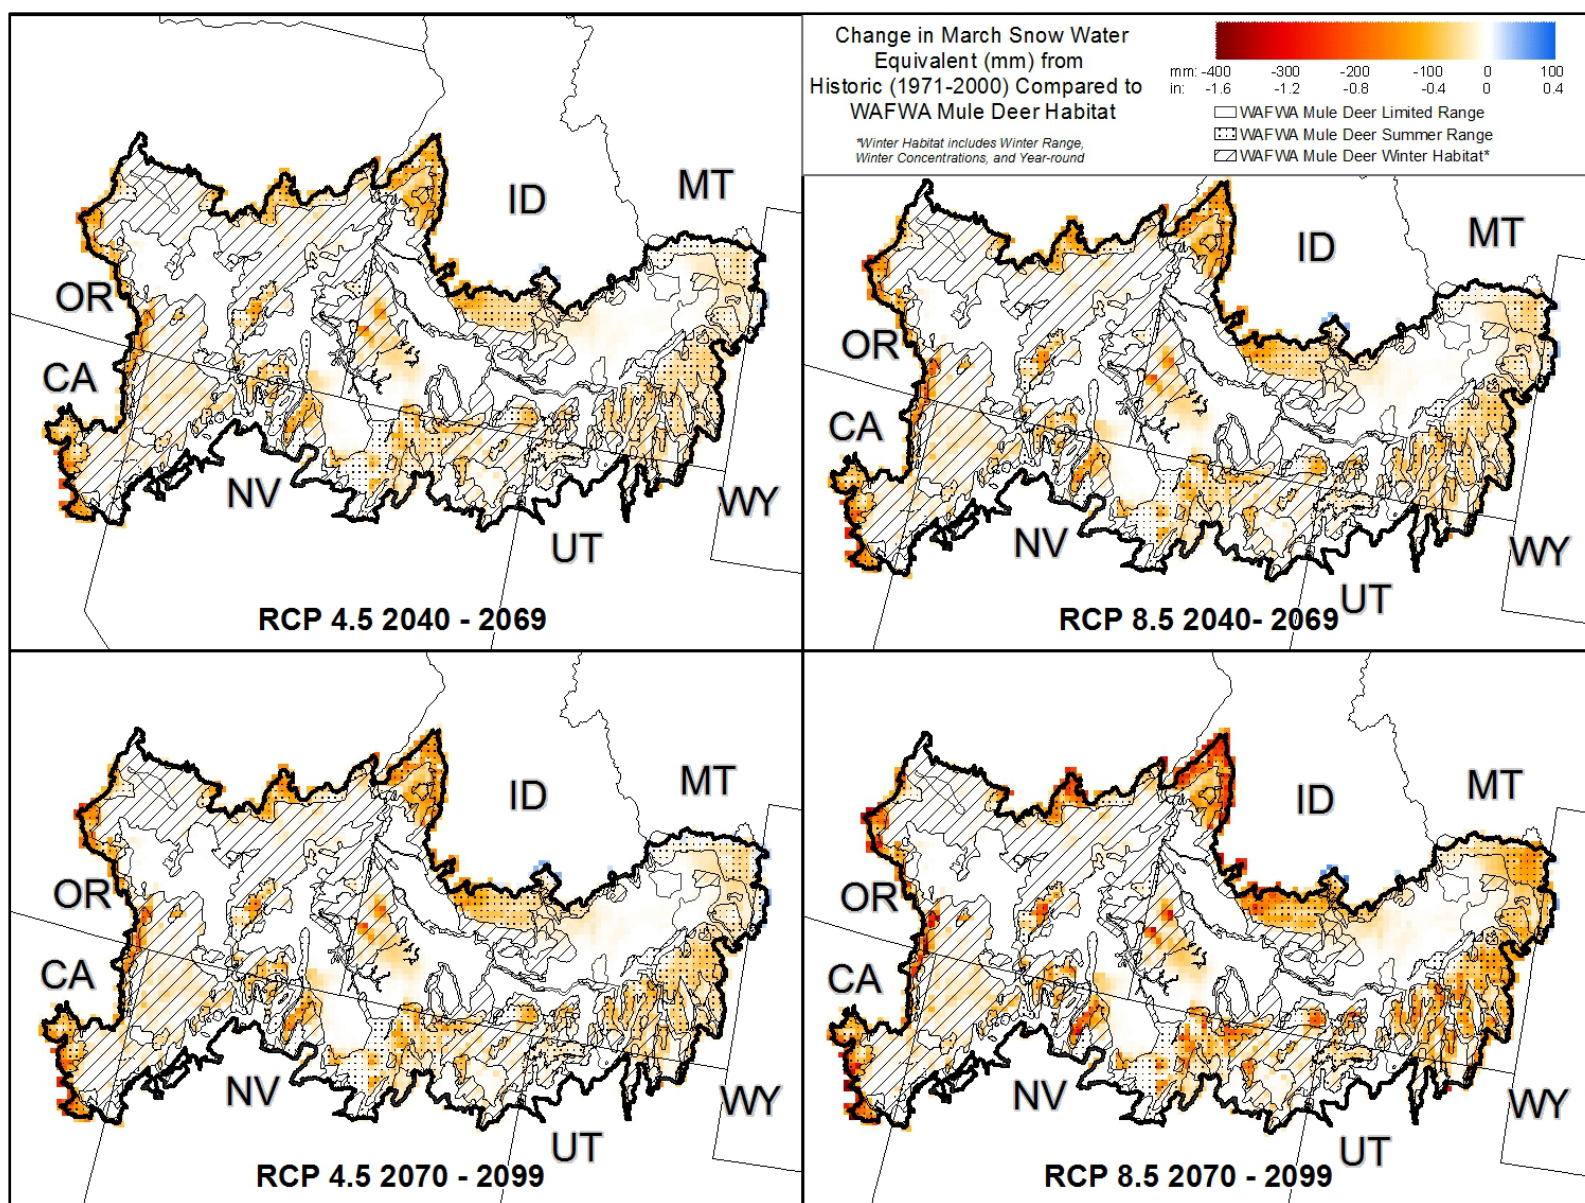 Change in March Snow Water
Equivalent (mm) from
Historic (1971-2000) Compared to
WAFWA Mule Deer Habitat
*Winter Habitat includes Winter Range,
Winter Concentrations, and Year-round
mm: -400 -300 -200 -100 0 100
in: -1.6 -1.2 -0.8 -0.4 0 0.4
WAFWA Mule Deer Limited Range
WAFWA Mule Deer Summer Range
WAFWA Mule Deer Winter Habitat*
MT
ID
OR
CA
NV
WY
UT
RCP 4.5 2040 - 2069
MT
ID
OR
CA
NV
WY
UT
RCP 8.5 2040- 2069
MT
ID
OR
CA
NV
WY
UT
RCP 4.5 2070 - 2099
MT
ID
OR
CA
NV
WY
UT
RCP 8.5 2070 - 2099